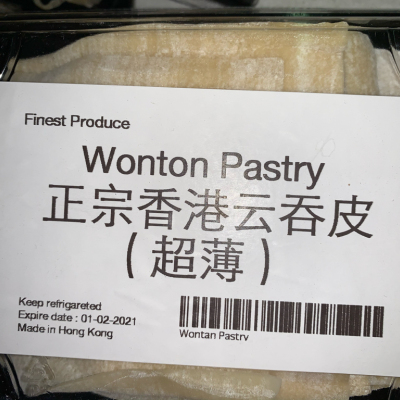 Finest Produce
Wonton Pastry
正宗香港云吞皮
(超薄)
Keep refrigareted
Expire date : 01-02-2021
Made in Hong Kong
Wontan Pastry